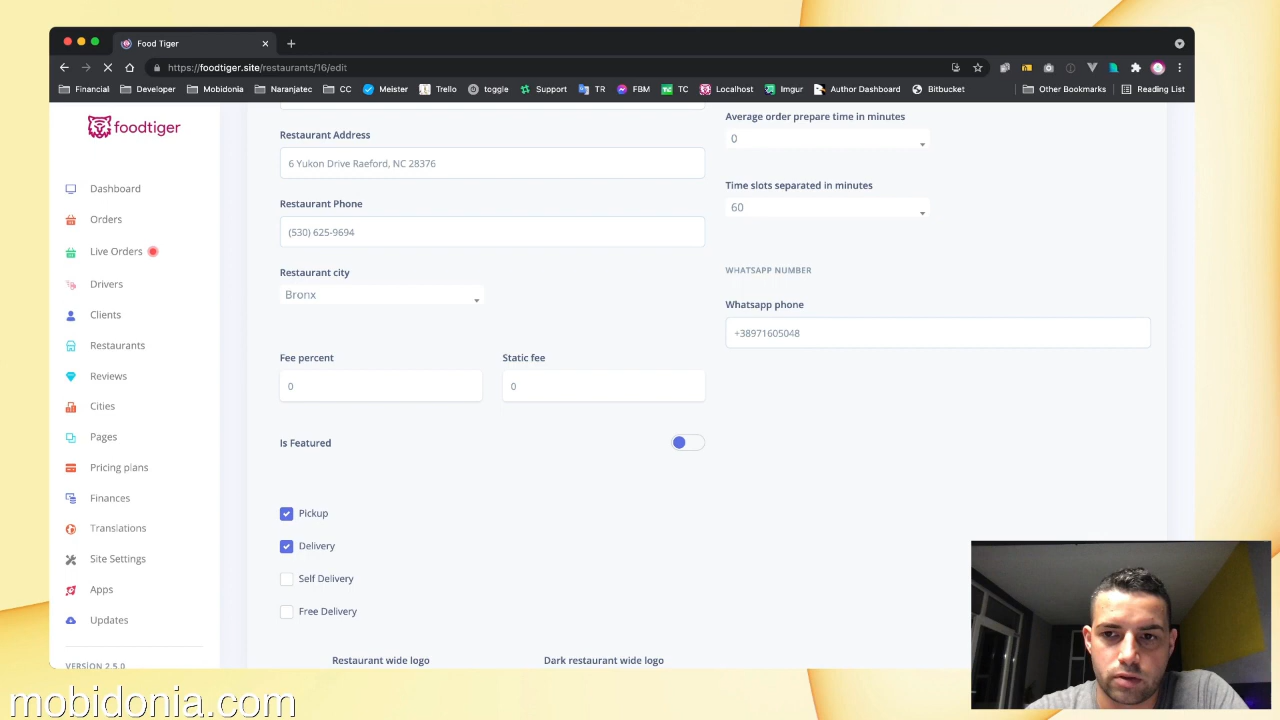 Food Tiger
https://foodtiger.site/restaurants/16/edit
Financial
Developer
Mobidonia
Naranjatec
CC
Meister
Trello
toggle
Support
TR
FBM
TC
Localhost
Imgur
Author Dashboard
Bitbucket
Other Bookmarks
Reading List
foodtiger
Dashboard
Orders
Live Orders
Drivers
Clients
Restaurants
Reviews
Cities
Pages
Pricing plans
Finances
Translations
Site Settings
Apps
Updates
VERSİON 2.5.0
Restaurant Address
6 Yukon Drive Raeford, NC 28376
Restaurant Phone
(530) 625-9694
Restaurant city
Bronx
Fee percent
0
Static fee
0
Is Featured
Pickup
Delivery
Self Delivery
Free Delivery
Restaurant wide logo
Dark restaurant wide logo
Average order prepare time in minutes
0
Time slots separated in minutes
60
WHATSAPP NUMBER
Whatsapp phone
+38971605048
mobidonia.com